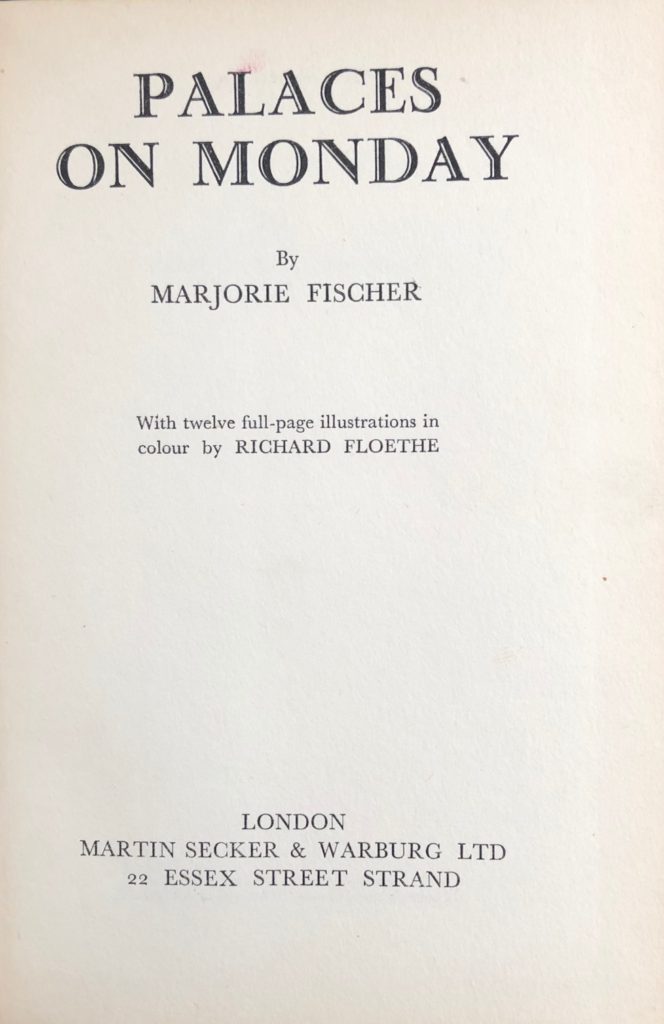 PALACES
ON MONDAY
By
MARJORIE FISCHER
With twelve full-page illustrations in
colour by RICHARD FLOETHE
LONDON
MARTIN SECKER & WARBURG LTD
22 ESSEX STREET STRAND